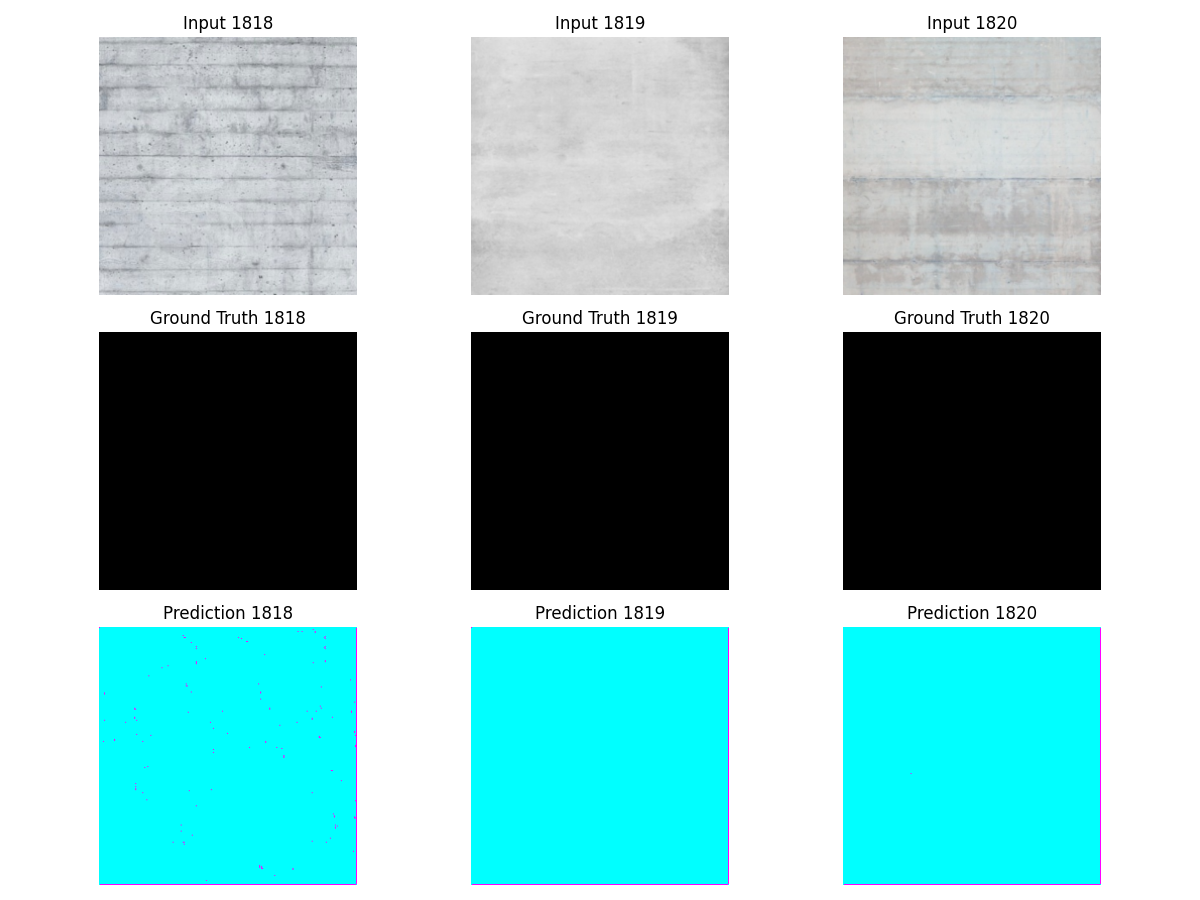 Input 1818
Input 1819
Input 1820
Ground Truth 1818
Ground Truth 1819
Ground Truth 1820
Prediction 1818
Prediction 1819
Prediction 1820